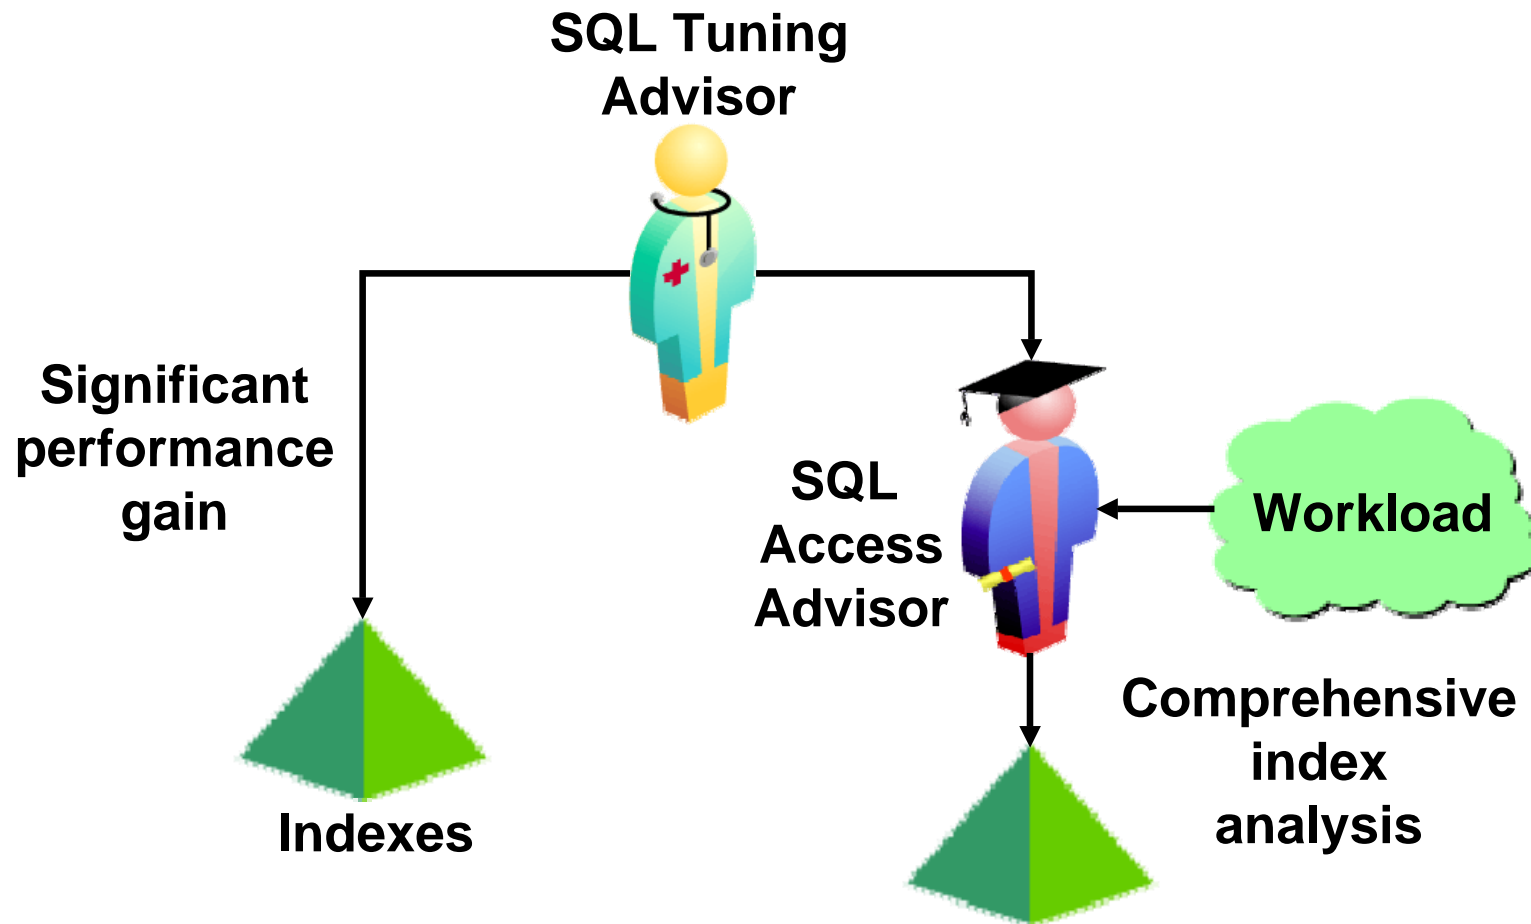 SQL Tuning
Advisor
Significant
performance
gain
SQL
Access
Advisor
Workload
Comprehensive
index
analysis
Indexes